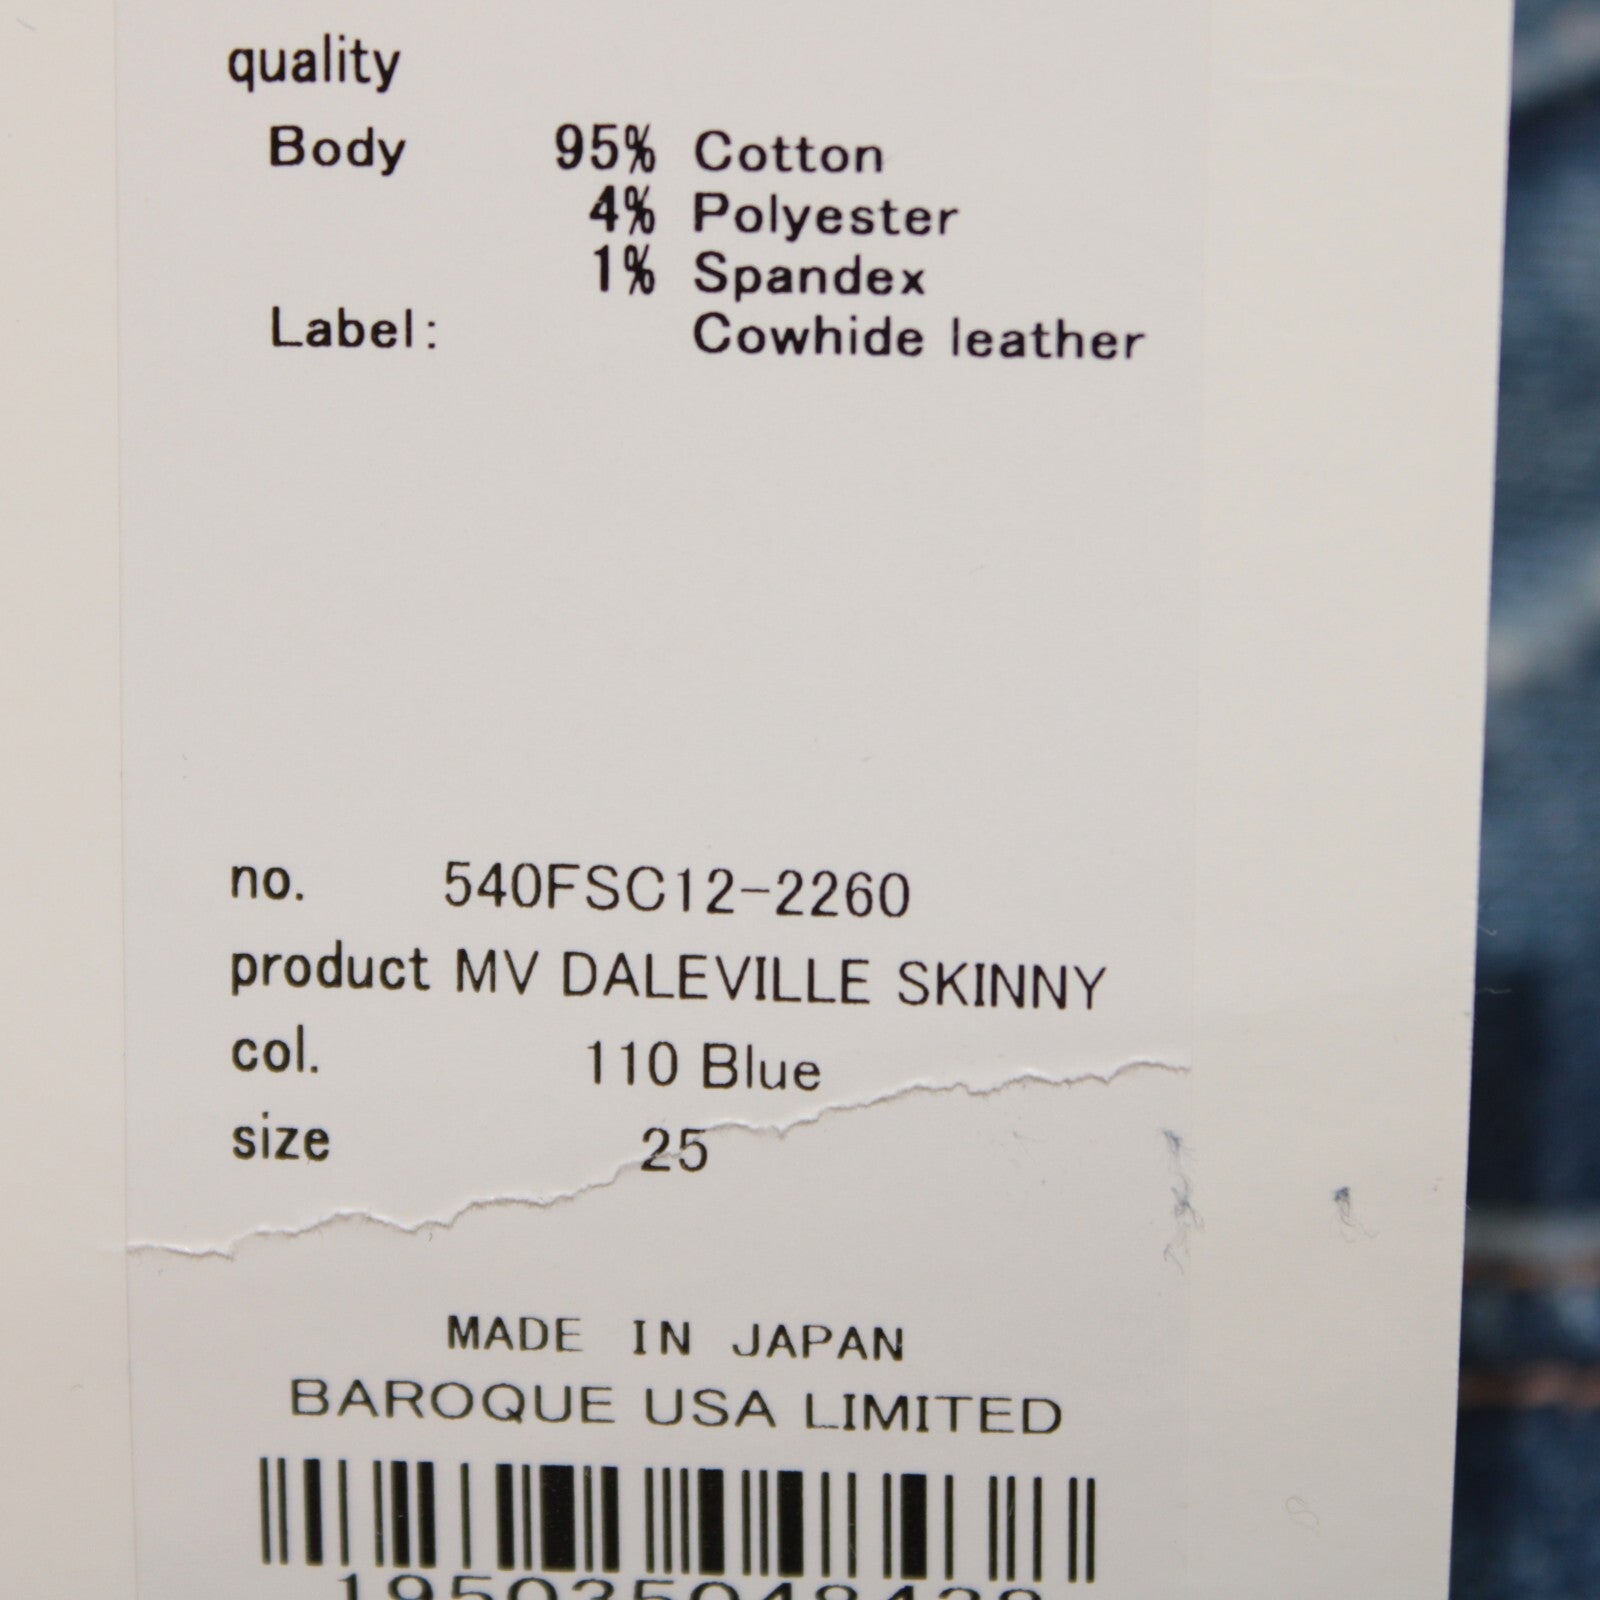 quality
Body 95% Cotton
4% Polyester
1% Spandex
Label: Cowhide leather
no. 540FSC12-2260
product MV DALEVILLE SKINNY
col. 110 Blue
size 25
MADE IN JAPAN
BAROQUE USA LIMITED